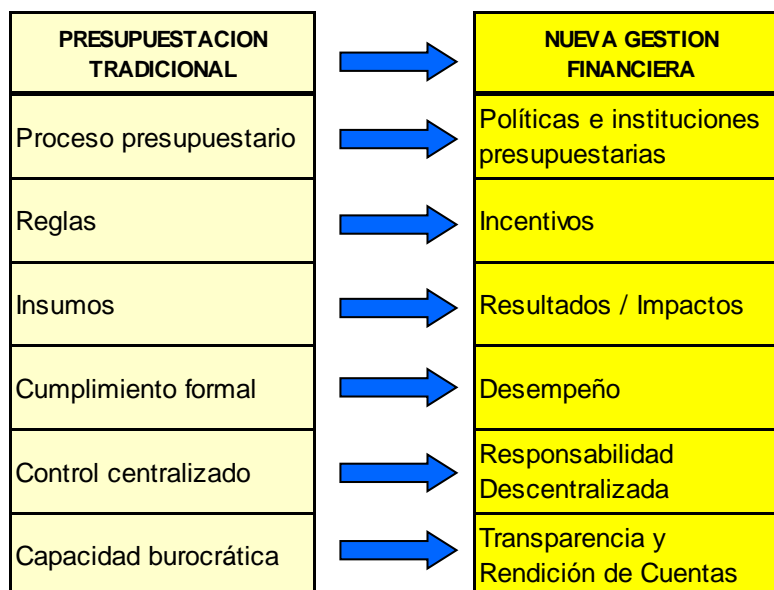 PRESUPUESTACION
TRADICIONAL
NUEVA GESTION
FINANCIERA
Proceso presupuestario
Políticas e instituciones
presupuestarias
Reglas
Incentivos
Insumos
Resultados / Impactos
Cumplimiento formal
Desempeño
Control centralizado
Responsabilidad
Descentralizada
Capacidad burocrática
Transparencia y
Rendición de Cuentas